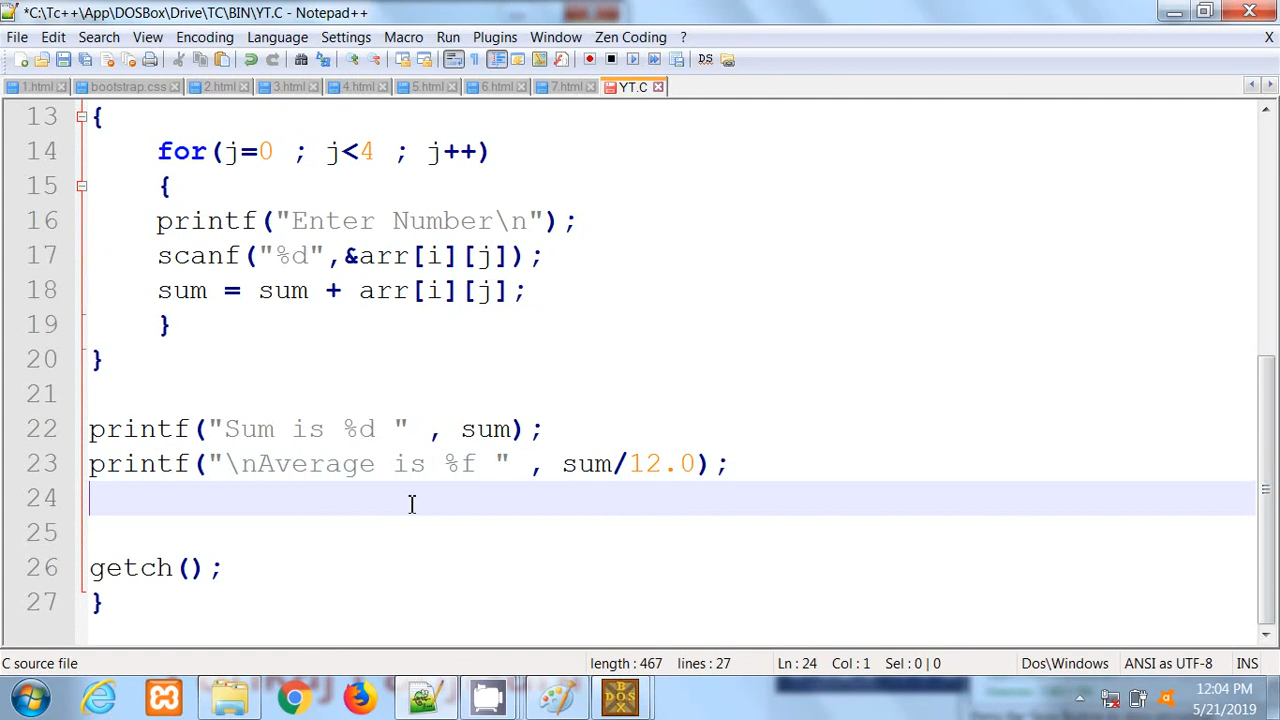 *C:\Tc++\App\DOSBox\Drive\TC\BIN\YT.C - Notepad++
File Edit Search View Encoding Language Settings Macro Run Plugins Window Zen Coding ? X
1.html bootstrap.css 2.html 3.html 4.html 5.html 6.html 7.html YT.C
13 {
14 for(j=0 ; j<4 ; j++)
15 {
16 printf("Enter Number\n");
17 scanf("%d",&arr[i][j]);
18 sum = sum + arr[i][j];
19 }
20 }
21
22 printf("Sum is %d " , sum);
23 printf("\nAverage is %f " , sum/12.0);
24
25
26 getch();
27 }
C source file length : 467 lines : 27 Ln : 24 Col : 1 Sel : 0 | 0 Dos\Windows ANSI as UTF-8 INS
12:04 PM
5/21/2019